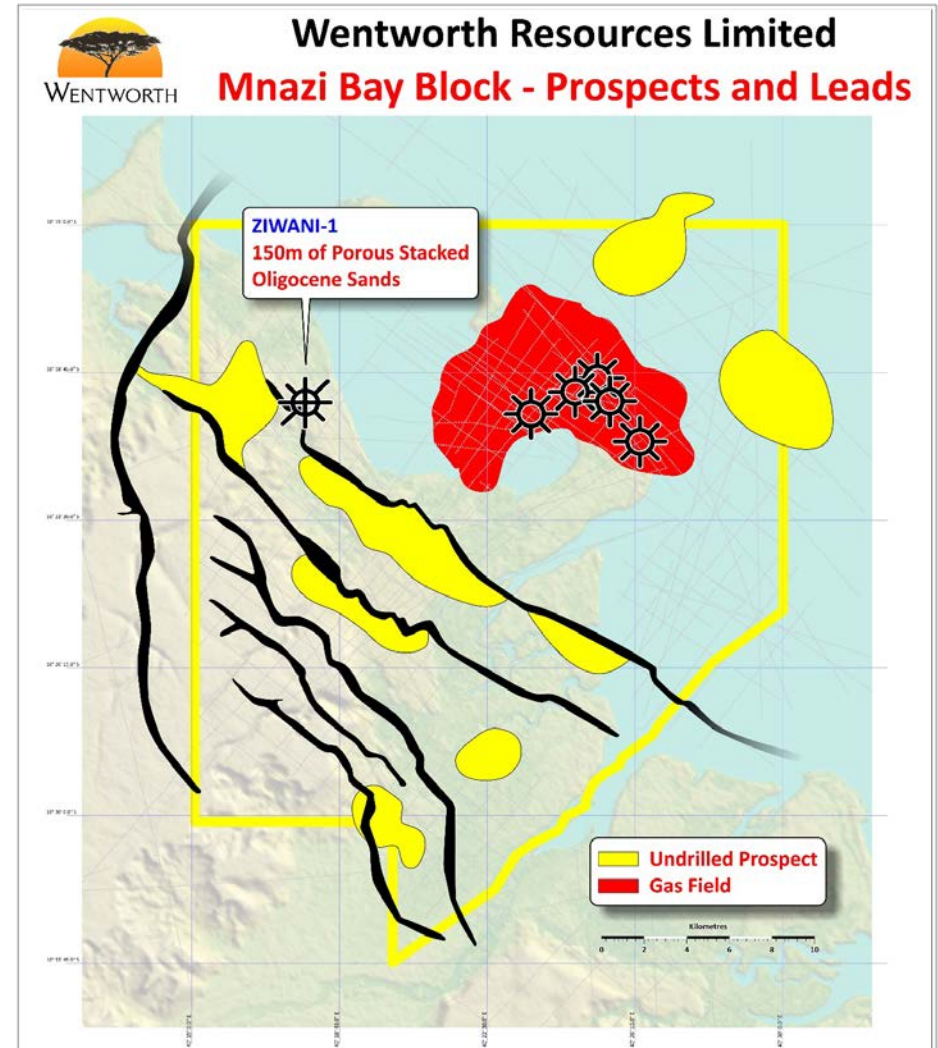 WENTWORTH
Wentworth Resources Limited
Mnazi Bay Block - Prospects and Leads
ZIWANI-1
150m of Porous Stacked
Oligocene Sands
Undrilled Prospect
Gas Field
Kilometres
0 2 4 6 8 10